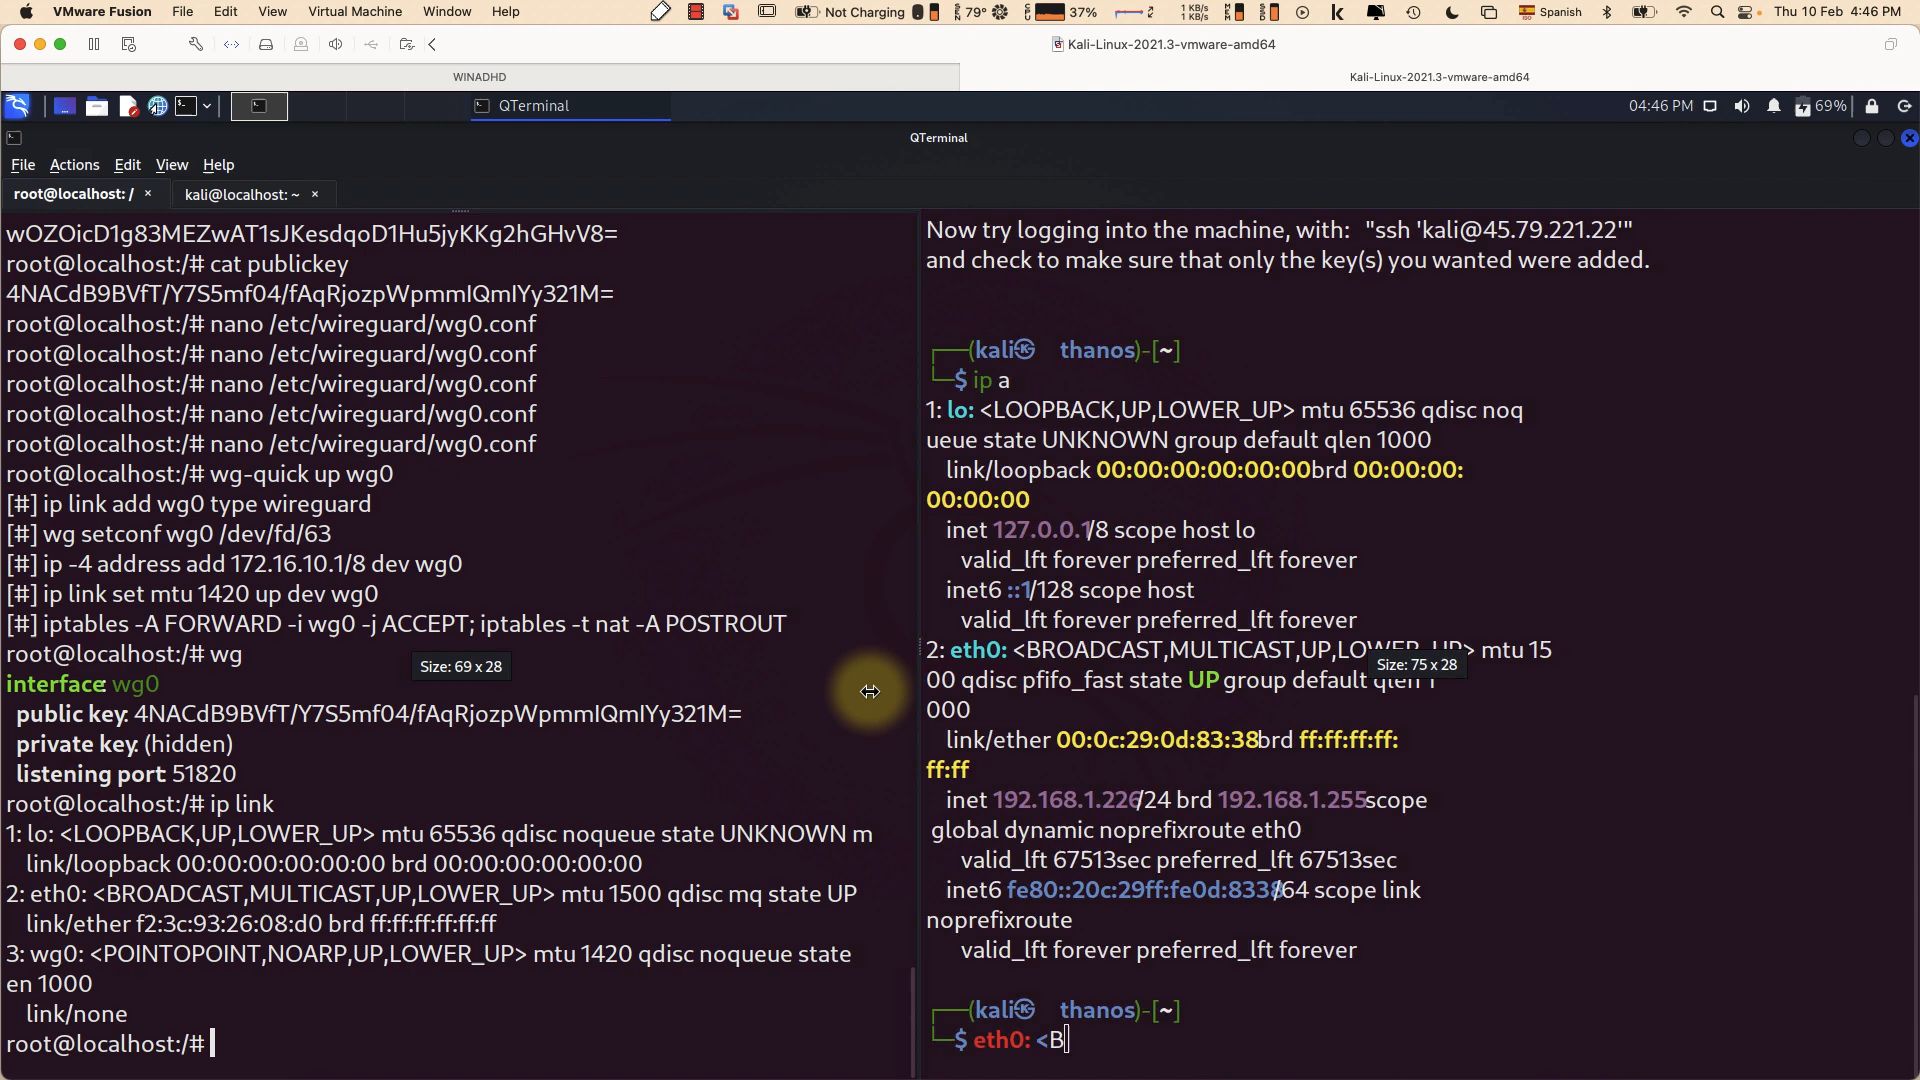 VMware Fusion File Edit View Virtual Machine Window Help Not Charging 79° 37% 1 KB/s 1 KB/s Spanish Thu 10 Feb 4:46 PM
Kali-Linux-2021.3-vmware-amd64
WINADHD Kali-Linux-2021.3-vmware-amd64
QTerminal 04:46 PM 69%
QTerminal
File Actions Edit View Help
root@localhost: / × kali@localhost: ~ ×
wOZOicD1g83MEZwAT1sJKesdqoD1Hu5jyKKg2hGHvV8=
root@localhost:/# cat publickey
4NACdB9BVfT/Y7S5mf04/fAqRjozpWpmmIQmIYy321M=
root@localhost:/# nano /etc/wireguard/wg0.conf
root@localhost:/# nano /etc/wireguard/wg0.conf
root@localhost:/# nano /etc/wireguard/wg0.conf
root@localhost:/# nano /etc/wireguard/wg0.conf
root@localhost:/# nano /etc/wireguard/wg0.conf
root@localhost:/# wg-quick up wg0
[#] ip link add wg0 type wireguard
[#] wg setconf wg0 /dev/fd/63
[#] ip -4 address add 172.16.10.1/8 dev wg0
[#] ip link set mtu 1420 up dev wg0
[#] iptables -A FORWARD -i wg0 -j ACCEPT; iptables -t nat -A POSTROUT
root@localhost:/# wg
Size: 69 x 28
interface: wg0
public key: 4NACdB9BVfT/Y7S5mf04/fAqRjozpWpmmIQmIYy321M=
private key: (hidden)
listening port: 51820
root@localhost:/# ip link
1: lo: <LOOPBACK,UP,LOWER_UP> mtu 65536 qdisc noqueue state UNKNOWN m
link/loopback 00:00:00:00:00:00 brd 00:00:00:00:00:00
2: eth0: <BROADCAST,MULTICAST,UP,LOWER_UP> mtu 1500 qdisc mq state UP
link/ether f2:3c:93:26:08:d0 brd ff:ff:ff:ff:ff:ff
3: wg0: <POINTOPOINT,NOARP,UP,LOWER_UP> mtu 1420 qdisc noqueue state
en 1000
link/none
root@localhost:/#
Now try logging into the machine, with: "ssh 'kali@45.79.221.22'"
and check to make sure that only the key(s) you wanted were added.
┌──(kali㉿ thanos)-[~]
└─$ ip a
1: lo: <LOOPBACK,UP,LOWER_UP> mtu 65536 qdisc noq
ueue state UNKNOWN group default qlen 1000
link/loopback 00:00:00:00:00:00 brd 00:00:00:
00:00:00
inet 127.0.0.1/8 scope host lo
valid_lft forever preferred_lft forever
inet6 ::1/128 scope host
valid_lft forever preferred_lft forever
2: eth0: <BROADCAST,MULTICAST,UP,LOWER_UP> mtu 15
Size: 75 x 28
00 qdisc pfifo_fast state UP group default qlen 1
000
link/ether 00:0c:29:0d:83:38 brd ff:ff:ff:ff:
ff:ff
inet 192.168.1.226/24 brd 192.168.1.255 scope
global dynamic noprefixroute eth0
valid_lft 67513sec preferred_lft 67513sec
inet6 fe80::20c:29ff:fe0d:8338/64 scope link
noprefixroute
valid_lft forever preferred_lft forever
┌──(kali㉿ thanos)-[~]
└─$ eth0: <B